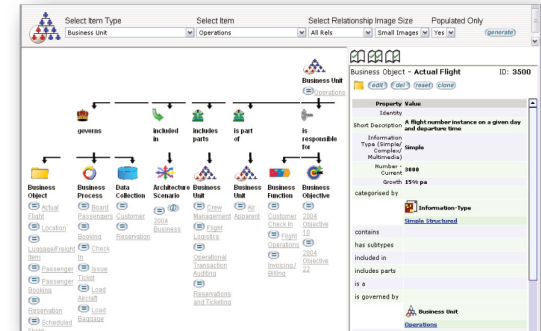 Select Item Type Select Item Select Relationship Image Size Populated Only
Business Unit Operations All Rels Small Images Yes (generate)
Business Unit
Operations
governs included in includes parts is part of is responsible for
Business Object Business Process Data Collection Architecture Scenario Business Unit Business Unit Business Function Business Objective
Actual Flight
Location
Luggage/Freight Item
Passenger
Passenger Booking
Reservation
Scheduled
Board Passengers
Booking
Check In
Issue Ticket
Load Aircraft
Load Baggage
Customer
Reservation
2004 Business
Crew Management
Flight Logistics
Operational Transaction Auditing
Reservations and Ticketing
All Apparent
Customer Check In
Flight Operations
Invoicing/ Billing
2004 Objective 10
2004 Objective 22
Business Object - Actual Flight ID: 3500
(edit) (del) (reset) (clone)
Property Value
Identity
Short Description A flight number instance on a given day and departure time
Information Type (Simple/ Complex/ Multimedia) Simple
Number - Current 3000
Growth 15% pa
categorised by
Information-Type
Simple Structured
contains
has subtypes
included in
includes parts
is a
is governed by
Business Unit
Operations